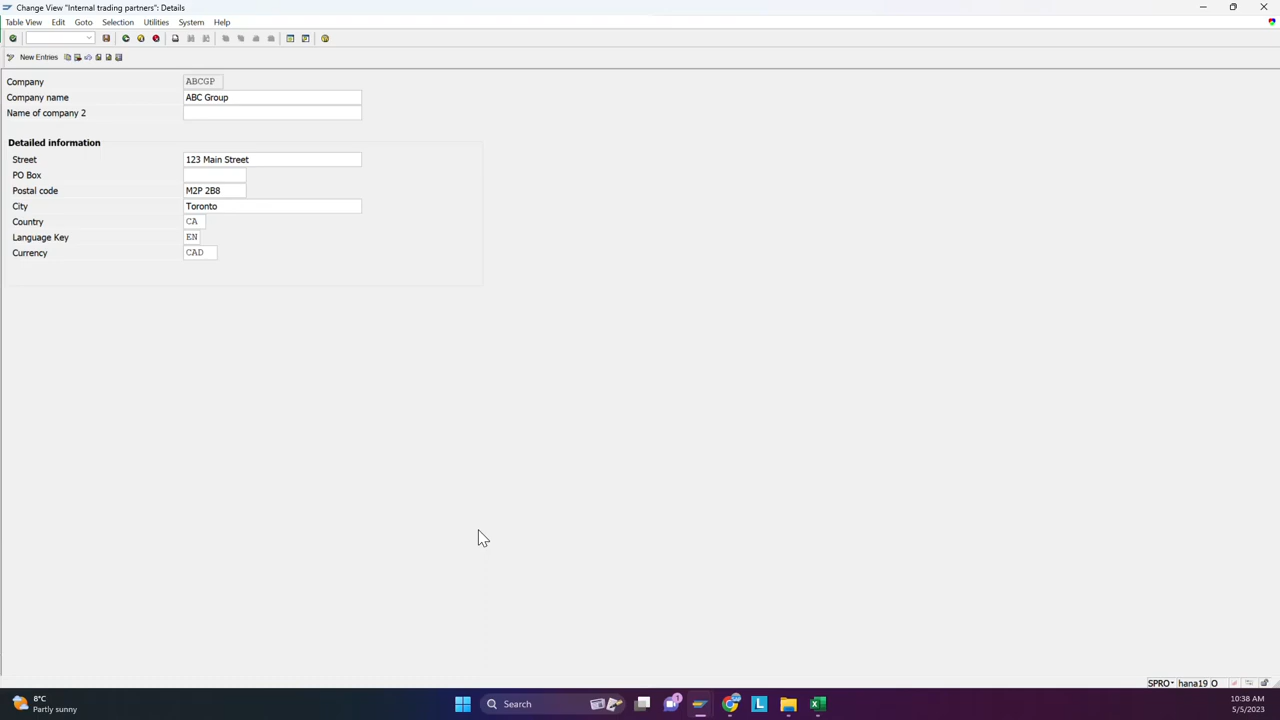 Change View "Internal trading partners": Details
Table View Edit Goto Selection Utilities System Help
New Entries
Company ABCGP
Company name ABC Group
Name of company 2
Detailed information
Street 123 Main Street
PO Box
Postal code M2P 2B8
City Toronto
Country CA
Language Key EN
Currency CAD
SPRO hana19 O
8°C
Partly sunny
Search
1
L
10:38 AM
5/5/2023